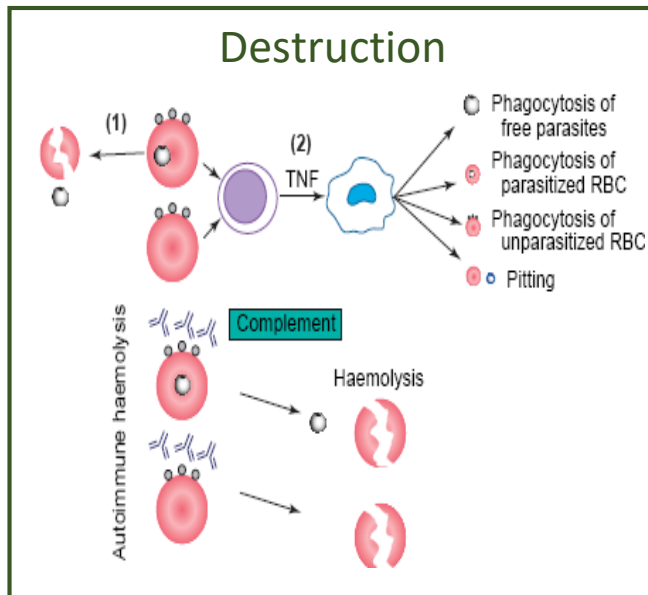 Destruction
(1)
(2)
TNF
Phagocytosis of
free parasites
Phagocytosis of
parasitized RBC
Phagocytosis of
unparasitized RBC
Pitting
Autoimmune haemolysis
Complement
Haemolysis